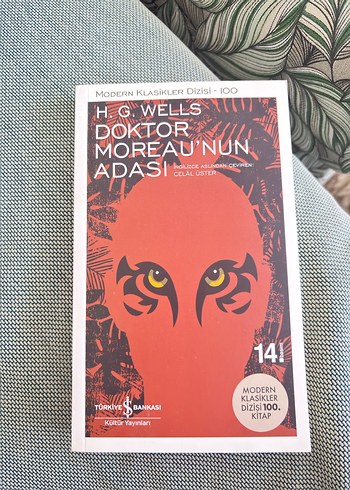 MODERN KLASİKLER DİZİSİ - 100
H. G. WELLS
DOKTOR
MOREAU'NUN
ADASI
İNGİLİZCE ASLINDAN ÇEVİREN:
CELÂL ÜSTER
14.
MODERN
KLASİKLER
DİZİSİ 100.
KİTAP
TÜRKİYE İŞ BANKASI
Kültür Yayınları